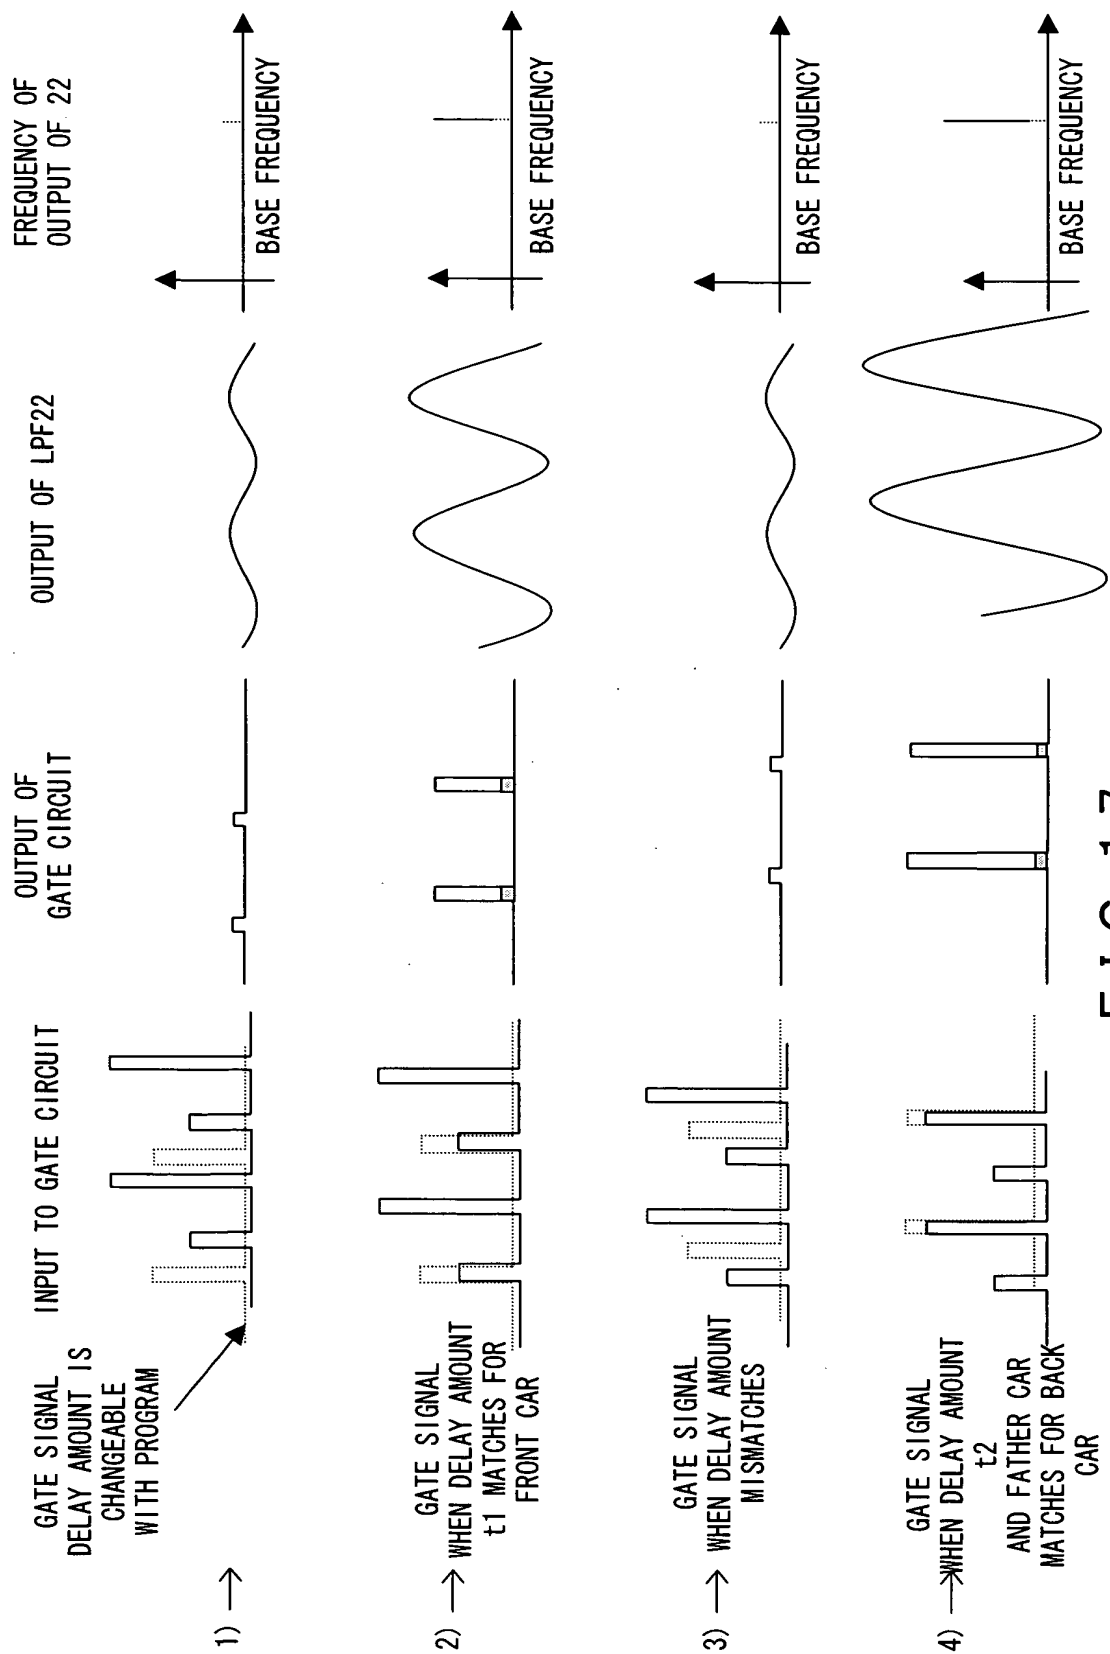 INPUT TO GATE CIRCUIT
OUTPUT OF
GATE CIRCUIT
OUTPUT OF LPF22
FREQUENCY OF
OUTPUT OF 22
1)
GATE SIGNAL
DELAY AMOUNT IS
CHANGEABLE
WITH PROGRAM
BASE FREQUENCY
2)
GATE SIGNAL
WHEN DELAY AMOUNT
t1 MATCHES FOR
FRONT CAR
BASE FREQUENCY
3)
GATE SIGNAL
WHEN DELAY AMOUNT
MISMATCHES
BASE FREQUENCY
4)
GATE SIGNAL
WHEN DELAY AMOUNT
t2
AND FATHER CAR
MATCHES FOR BACK
CAR
BASE FREQUENCY